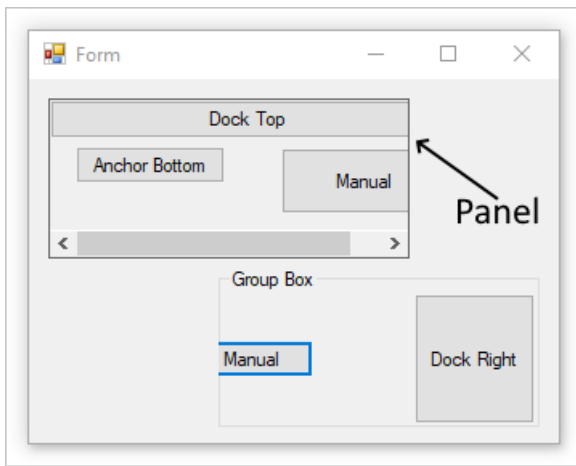 Form
Dock Top
Anchor Bottom
Manual
Panel
Group Box
Manual
Dock Right